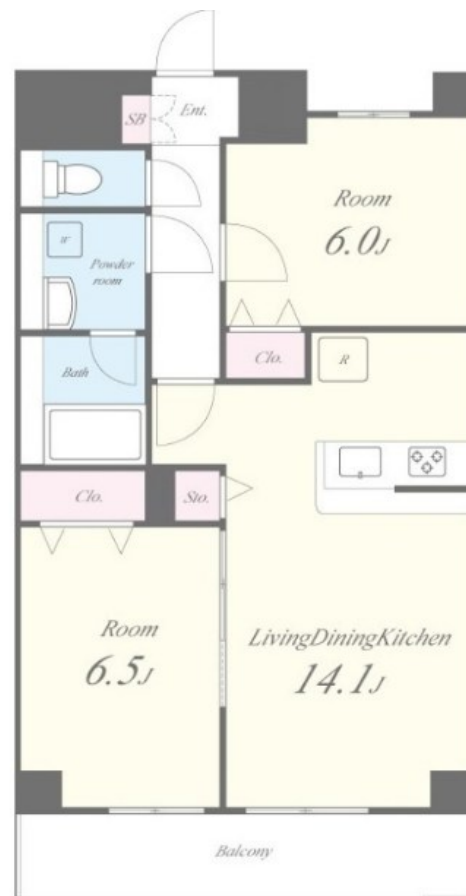 SB
Ent.
Room
6.0J
W
Powder
room
Bath
Clo.
R
Clo.
Sto.
Room
6.5J
LivingDiningKitchen
14.1J
Balcony